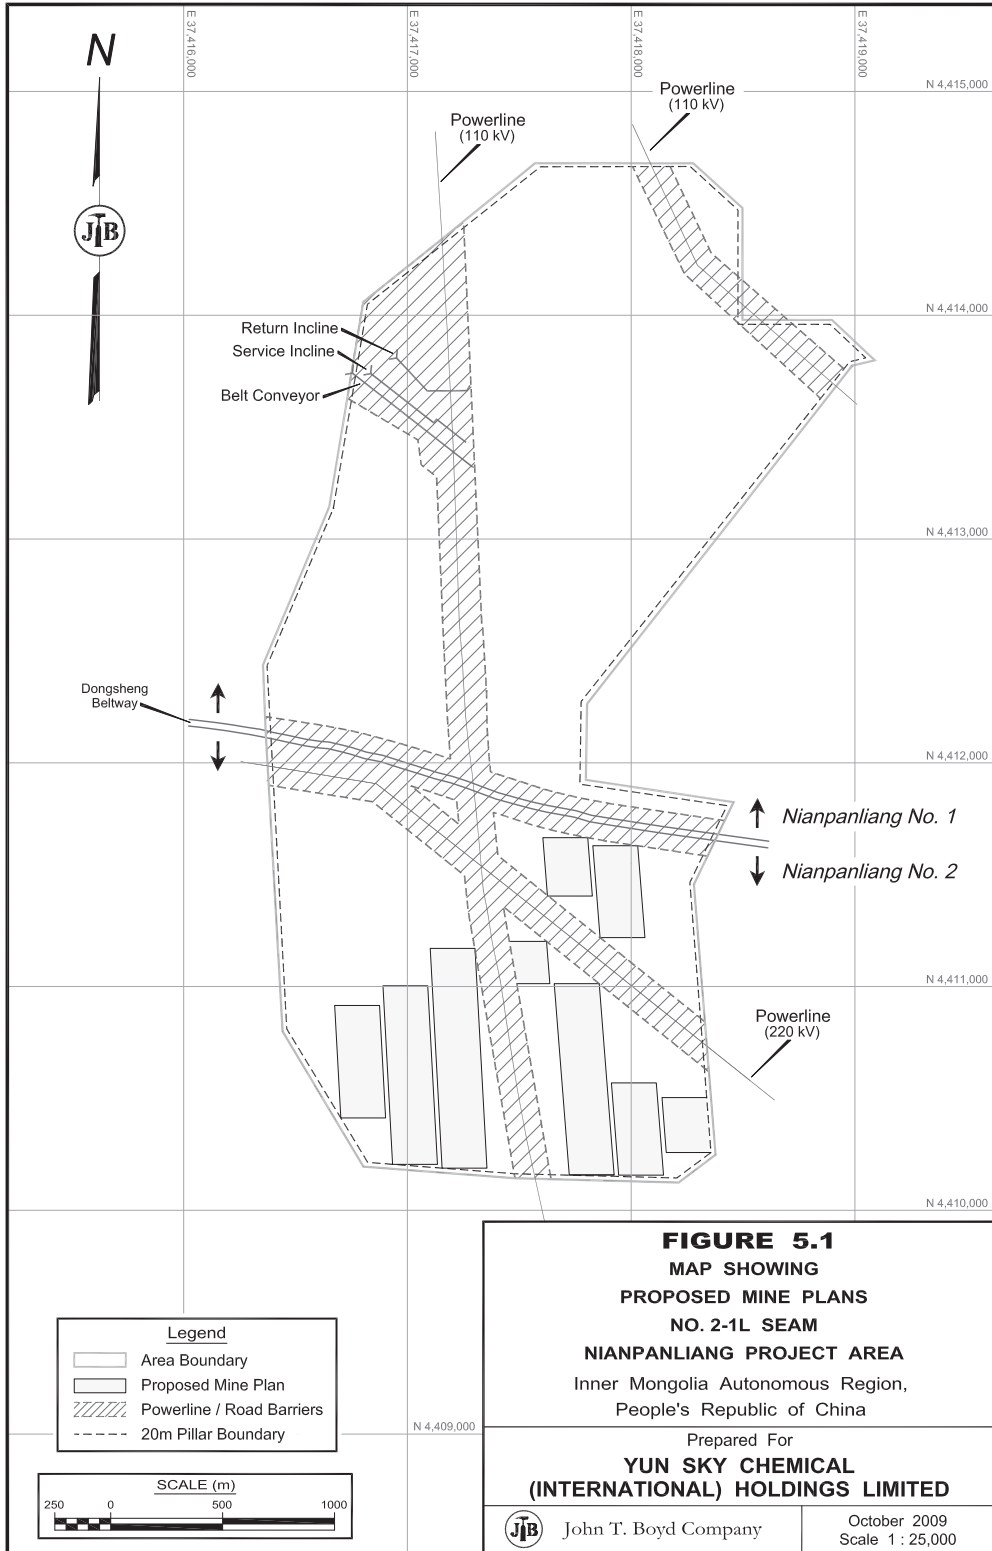 E 37,416,000
E 37,417,000
E 37,418,000
E 37,419,000
N
N 4,415,000
Powerline
(110 kV)
Powerline
(110 kV)
JTB
N 4,414,000
Return Incline
Service Incline
Belt Conveyor
N 4,413,000
Dongsheng
Beltway
N 4,412,000
Nianpanliang No. 1
Nianpanliang No. 2
N 4,411,000
Powerline
(220 kV)
N 4,410,000
N 4,409,000
Legend
Area Boundary
Proposed Mine Plan
Powerline / Road Barriers
20m Pillar Boundary
SCALE (m)
250 0 500 1000
FIGURE 5.1
MAP SHOWING
PROPOSED MINE PLANS
NO. 2-1L SEAM
NIANPANLIANG PROJECT AREA
Inner Mongolia Autonomous Region,
People's Republic of China
Prepared For
YUN SKY CHEMICAL
(INTERNATIONAL) HOLDINGS LIMITED
JTB John T. Boyd Company
October 2009
Scale 1 : 25,000